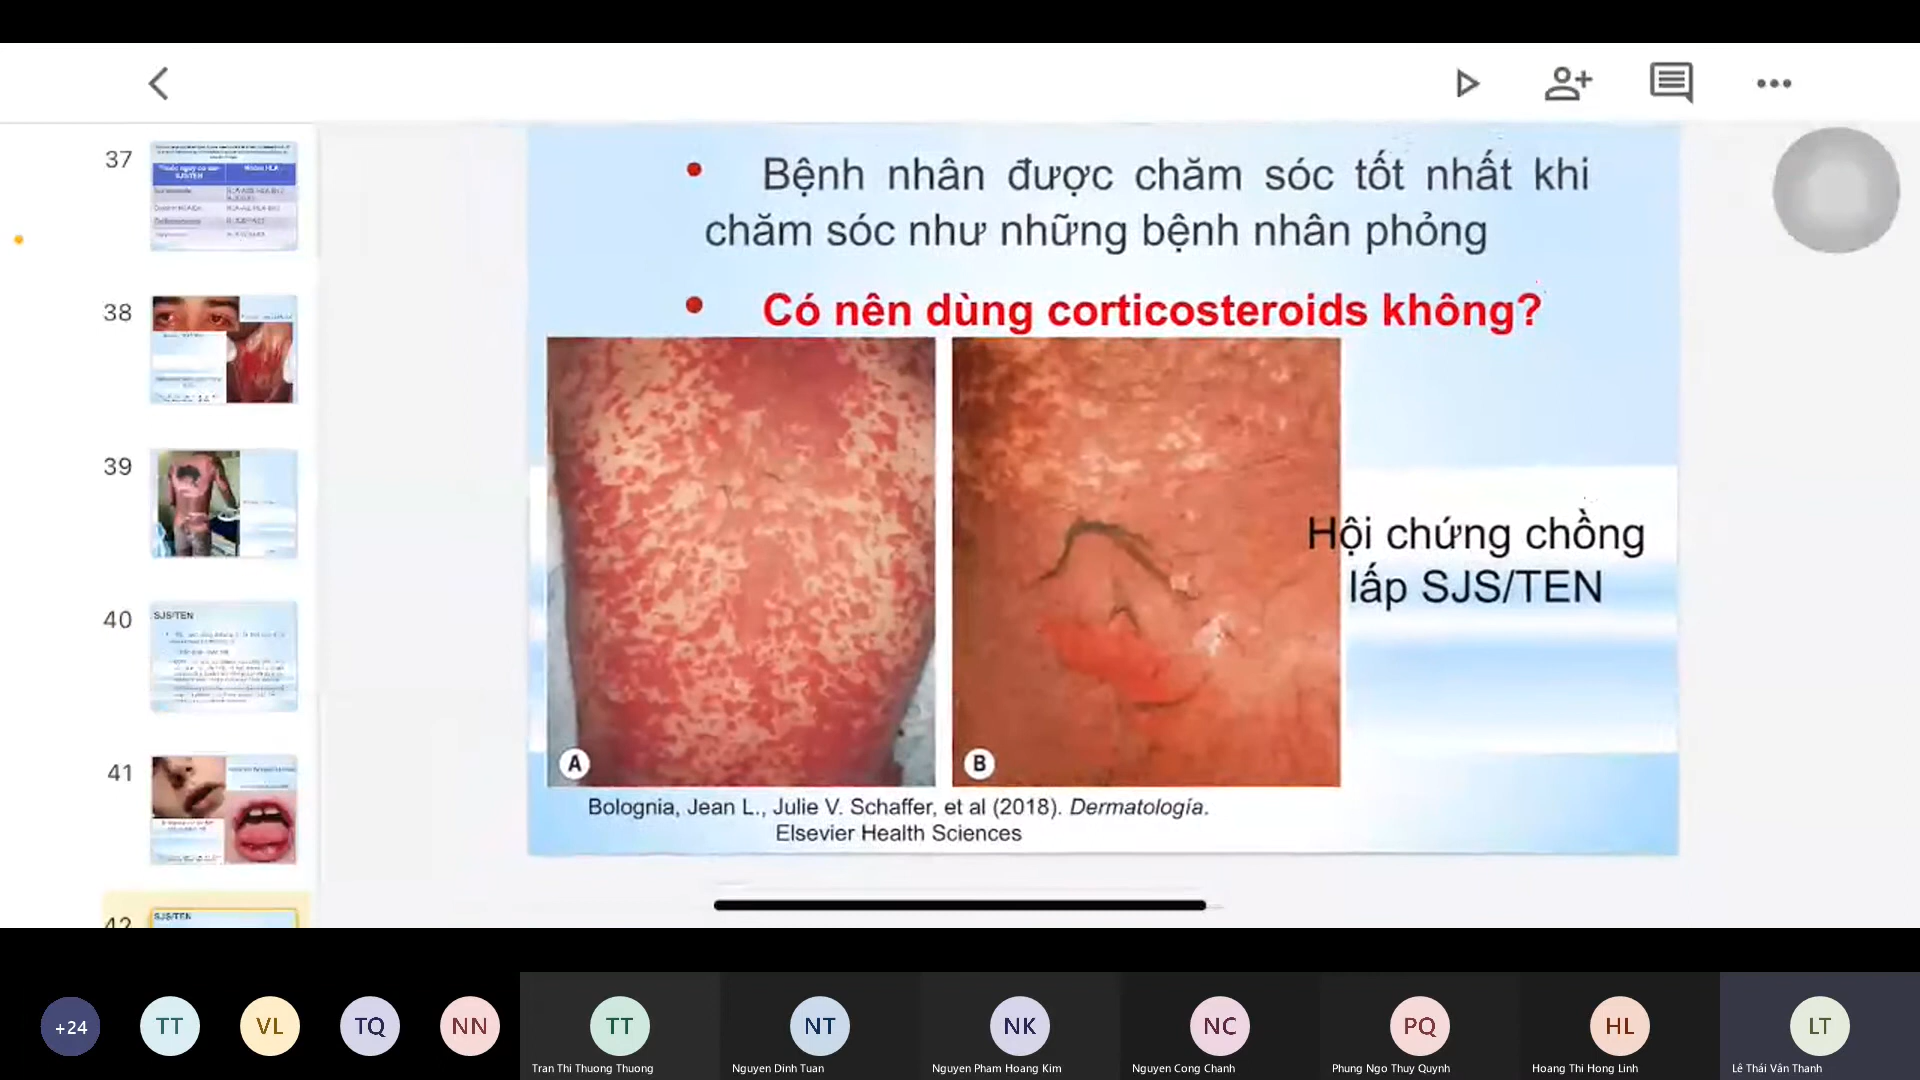 37
38
39
40
SJS/TEN
41
42
SJS/TEN
• Bệnh nhân được chăm sóc tốt nhất khi
chăm sóc như những bệnh nhân phỏng
• Có nên dùng corticosteroids không?
A
B
Hội chứng chồng
lấp SJS/TEN
Bolognia, Jean L., Julie V. Schaffer, et al (2018). Dermatología.
Elsevier Health Sciences
+24
TT
VL
TQ
NN
TT
NT
NK
NC
PQ
HL
LT
Tran Thi Thuong Thuong
Nguyen Dinh Tuan
Nguyen Pham Hoang Kim
Nguyen Cong Chanh
Phung Ngo Thuy Quynh
Hoang Thi Hong Linh
Lê Thái Vân Thanh